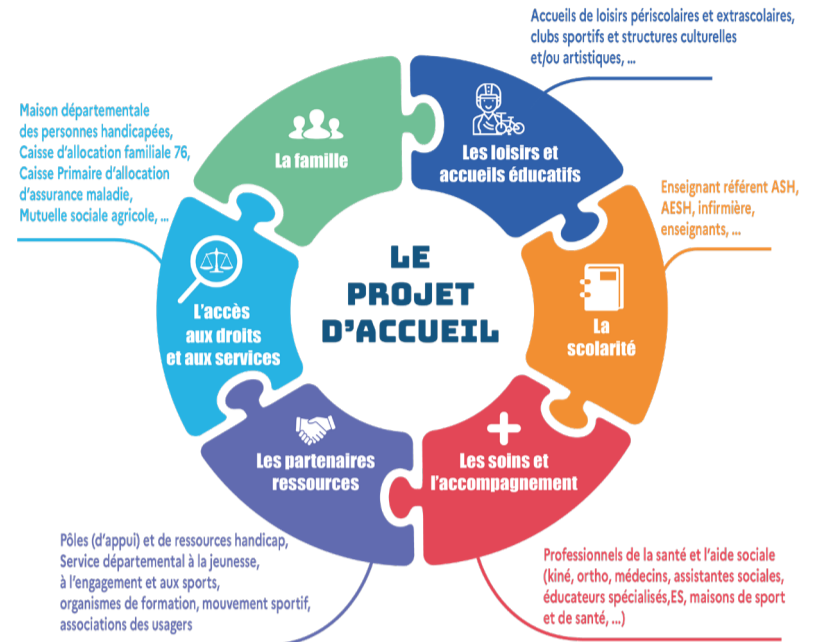 Accueils de loisirs périscolaires et extrascolaires,
clubs sportifs et structures culturelles
et/ou artistiques, ...
Maison départementale
des personnes handicapées,
Caisse d'allocation familiale 76,
Caisse Primaire d'allocation
d'assurance maladie,
Mutuelle sociale agricole, ...
La famille
Les loisirs et
accueils éducatifs
Enseignant référent ASH,
AESH, infirmière,
enseignants, ...
LE
PROJET
D'ACCUEIL
L'accès
aux droits
et aux services
La
scolarité
Les partenaires
ressources
Les soins et
l'accompagnement
Pôles (d'appui) et de ressources handicap,
Service départemental à la jeunesse,
à l'engagement et aux sports,
organismes de formation, mouvement sportif,
associations des usagers
Professionnels de la santé et l'aide sociale
(kiné, ortho, médecins, assistantes sociales,
éducateurs spécialisés,ES, maisons de sport
et de santé, ...)